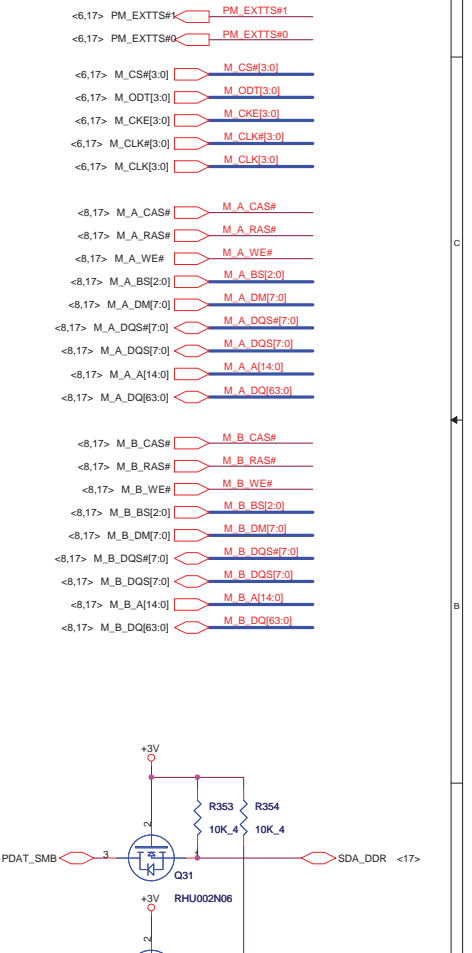 <6,17> PM_EXTTS#1 PM_EXTTS#1
<6,17> PM_EXTTS#0 PM_EXTTS#0
<6,17> M_CS#[3:0] M_CS#[3:0]
<6,17> M_ODT[3:0] M_ODT[3:0]
<6,17> M_CKE[3:0] M_CKE[3:0]
<6,17> M_CLK#[3:0] M_CLK#[3:0]
<6,17> M_CLK[3:0] M_CLK[3:0]
<8,17> M_A_CAS# M_A_CAS#
<8,17> M_A_RAS# M_A_RAS#
<8,17> M_A_WE# M_A_WE#
C
<8,17> M_A_BS[2:0] M_A_BS[2:0]
<8,17> M_A_DM[7:0] M_A_DM[7:0]
<8,17> M_A_DQS#[7:0] M_A_DQS#[7:0]
<8,17> M_A_DQS[7:0] M_A_DQS[7:0]
<8,17> M_A_A[14:0] M_A_A[14:0]
<8,17> M_A_DQ[63:0] M_A_DQ[63:0]
<8,17> M_B_CAS# M_B_CAS#
<8,17> M_B_RAS# M_B_RAS#
<8,17> M_B_WE# M_B_WE#
<8,17> M_B_BS[2:0] M_B_BS[2:0]
<8,17> M_B_DM[7:0] M_B_DM[7:0]
<8,17> M_B_DQS#[7:0] M_B_DQS#[7:0]
<8,17> M_B_DQS[7:0] M_B_DQS[7:0]
<8,17> M_B_A[14:0] M_B_A[14:0]
B
<8,17> M_B_DQ[63:0] M_B_DQ[63:0]
+3V
R353 R354
2
10K_4 10K_4
PDAT_SMB 3 1 SDA_DDR <17>
Q31
+3V RHU002N06
2